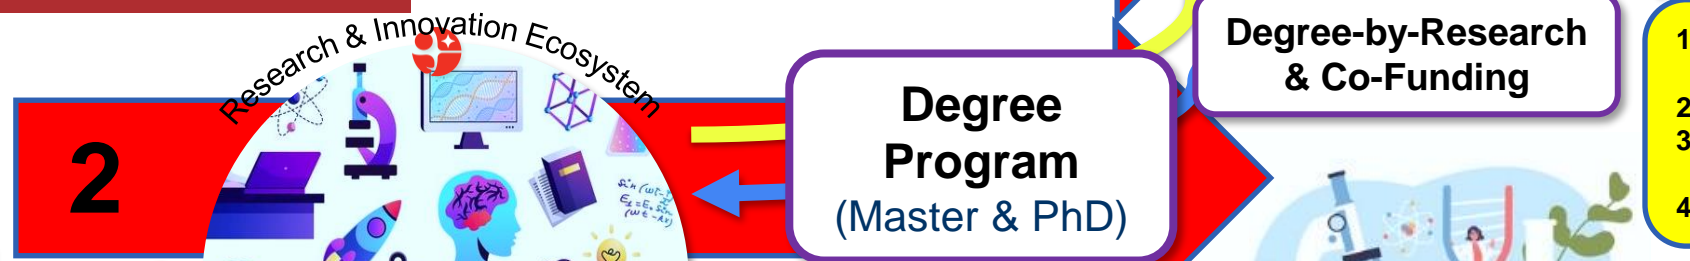 Research & Innovation Ecosystem
2
Degree
Program
(Master & PhD)
Degree-by-Research
& Co-Funding
1
2
3
4